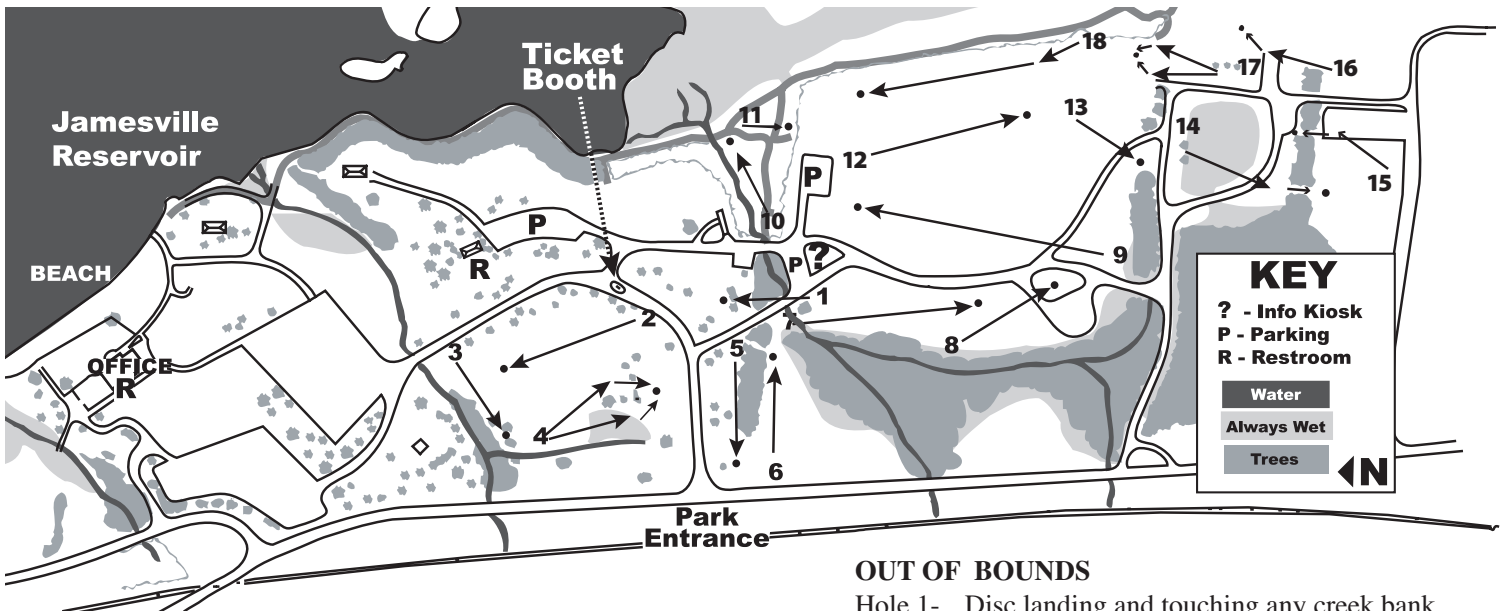 Ticket
Booth
Jamesville
Reservoir
18
17
16
11
13
14
12
15
P
10
P
R
P
?
9
BEACH
1
2
8
3
5
OFFICE
R
4
6
KEY
? - Info Kiosk
P - Parking
R - Restroom
Water
Always Wet
Trees
N
Park
Entrance
OUT OF BOUNDS
Hole 1- Disc landing and touching any creek bank